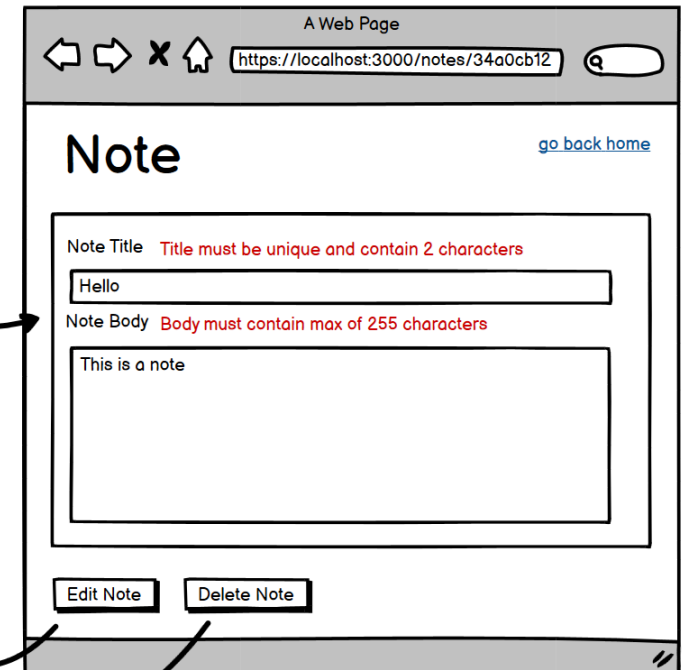 A Web Page
https://localhost:3000/notes/34a0cb12
Note
go back home
Note Title Title must be unique and contain 2 characters
Hello
Note Body Body must contain max of 255 characters
This is a note
Edit Note Delete Note